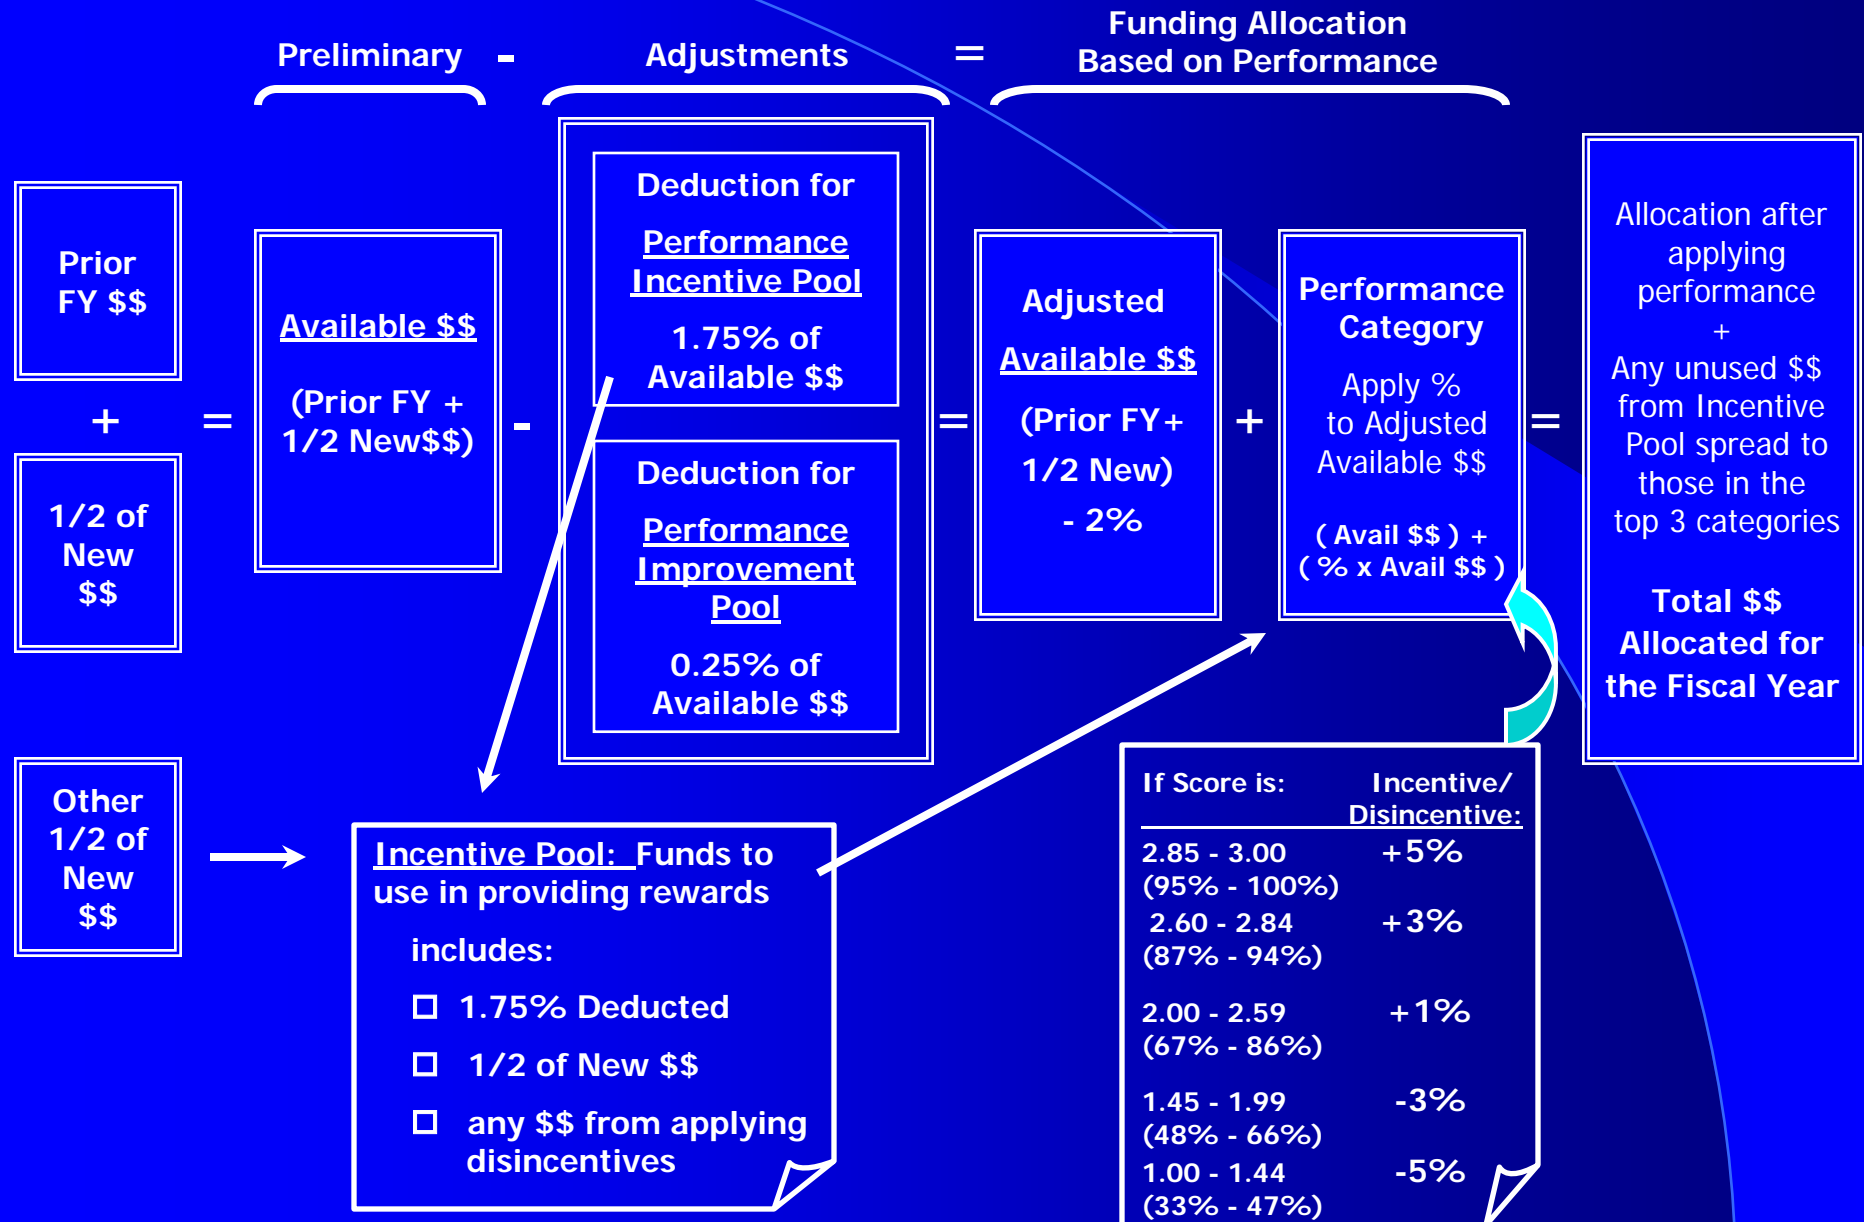 Preliminary - Adjustments = Funding Allocation
Based on Performance
Prior
FY $$
+
1/2 of
New
$$
=
Available $$
(Prior FY +
1/2 New$$)
-
Deduction for
Performance
Incentive Pool
1.75% of
Available $$
Deduction for
Performance
Improvement
Pool
0.25% of
Available $$
=
Adjusted
Available $$
(Prior FY+
1/2 New)
- 2%
+
Performance
Category
Apply %
to Adjusted
Available $$
( Avail $$ ) +
( % x Avail $$ )
=
Allocation after
applying
performance
+
Any unused $$
from Incentive
Pool spread to
those in the
top 3 categories
Total $$
Allocated for
the Fiscal Year
Other
1/2 of
New
$$
Incentive Pool: Funds to
use in providing rewards
includes:
1.75% Deducted
1/2 of New $$
any $$ from applying
disincentives
If Score is: Incentive/
Disincentive:
2.85 - 3.00 +5%
(95% - 100%)
2.60 - 2.84 +3%
(87% - 94%)
2.00 - 2.59 +1%
(67% - 86%)
1.45 - 1.99 -3%
(48% - 66%)
1.00 - 1.44 -5%
(33% - 47%)